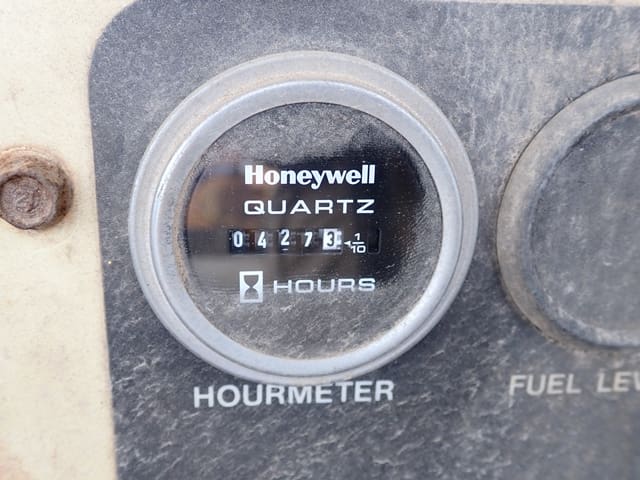 Honeywell
QUARTZ
04273 1/10
HOURS
HOURMETER
FUEL LEV